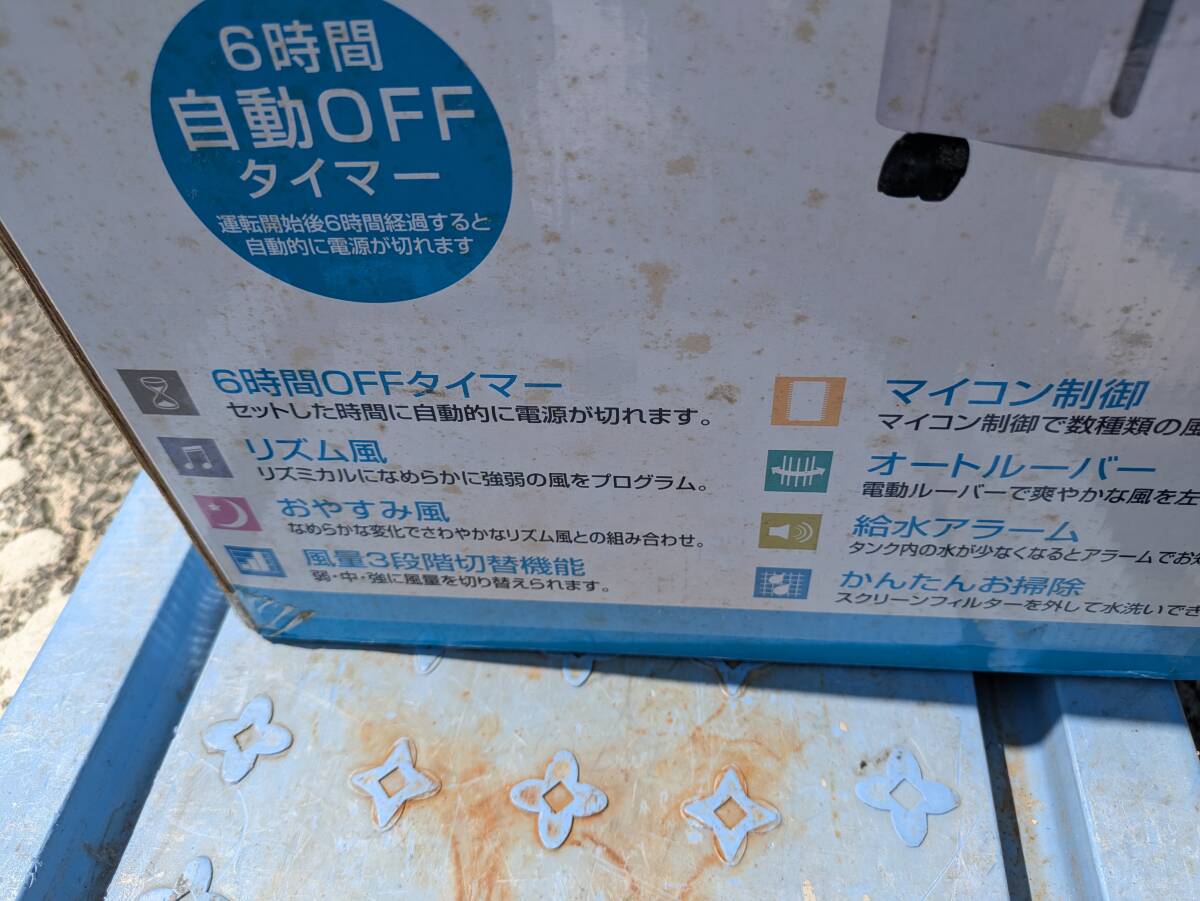 6時間
自動OFF
タイマー
運転開始後6時間経過すると
自動的に電源が切れます
6時間OFFタイマー
セットした時間に自動的に電源が切れます。
リズム風
リズミカルになめらかに強弱の風をプログラム。
おやすみ風
なめらかな変化でさわやかなリズム風との組み合わせ。
風量3段階切替機能
弱・中・強に風量を切り替えられます。
マイコン制御
マイコン制御で数種類の風
オートルーバー
電動ルーバーで爽やかな風を左
給水アラーム
タンク内の水が少なくなるとアラームでお知
かんたんお掃除
スクリーンフィルターを外して水洗いでき